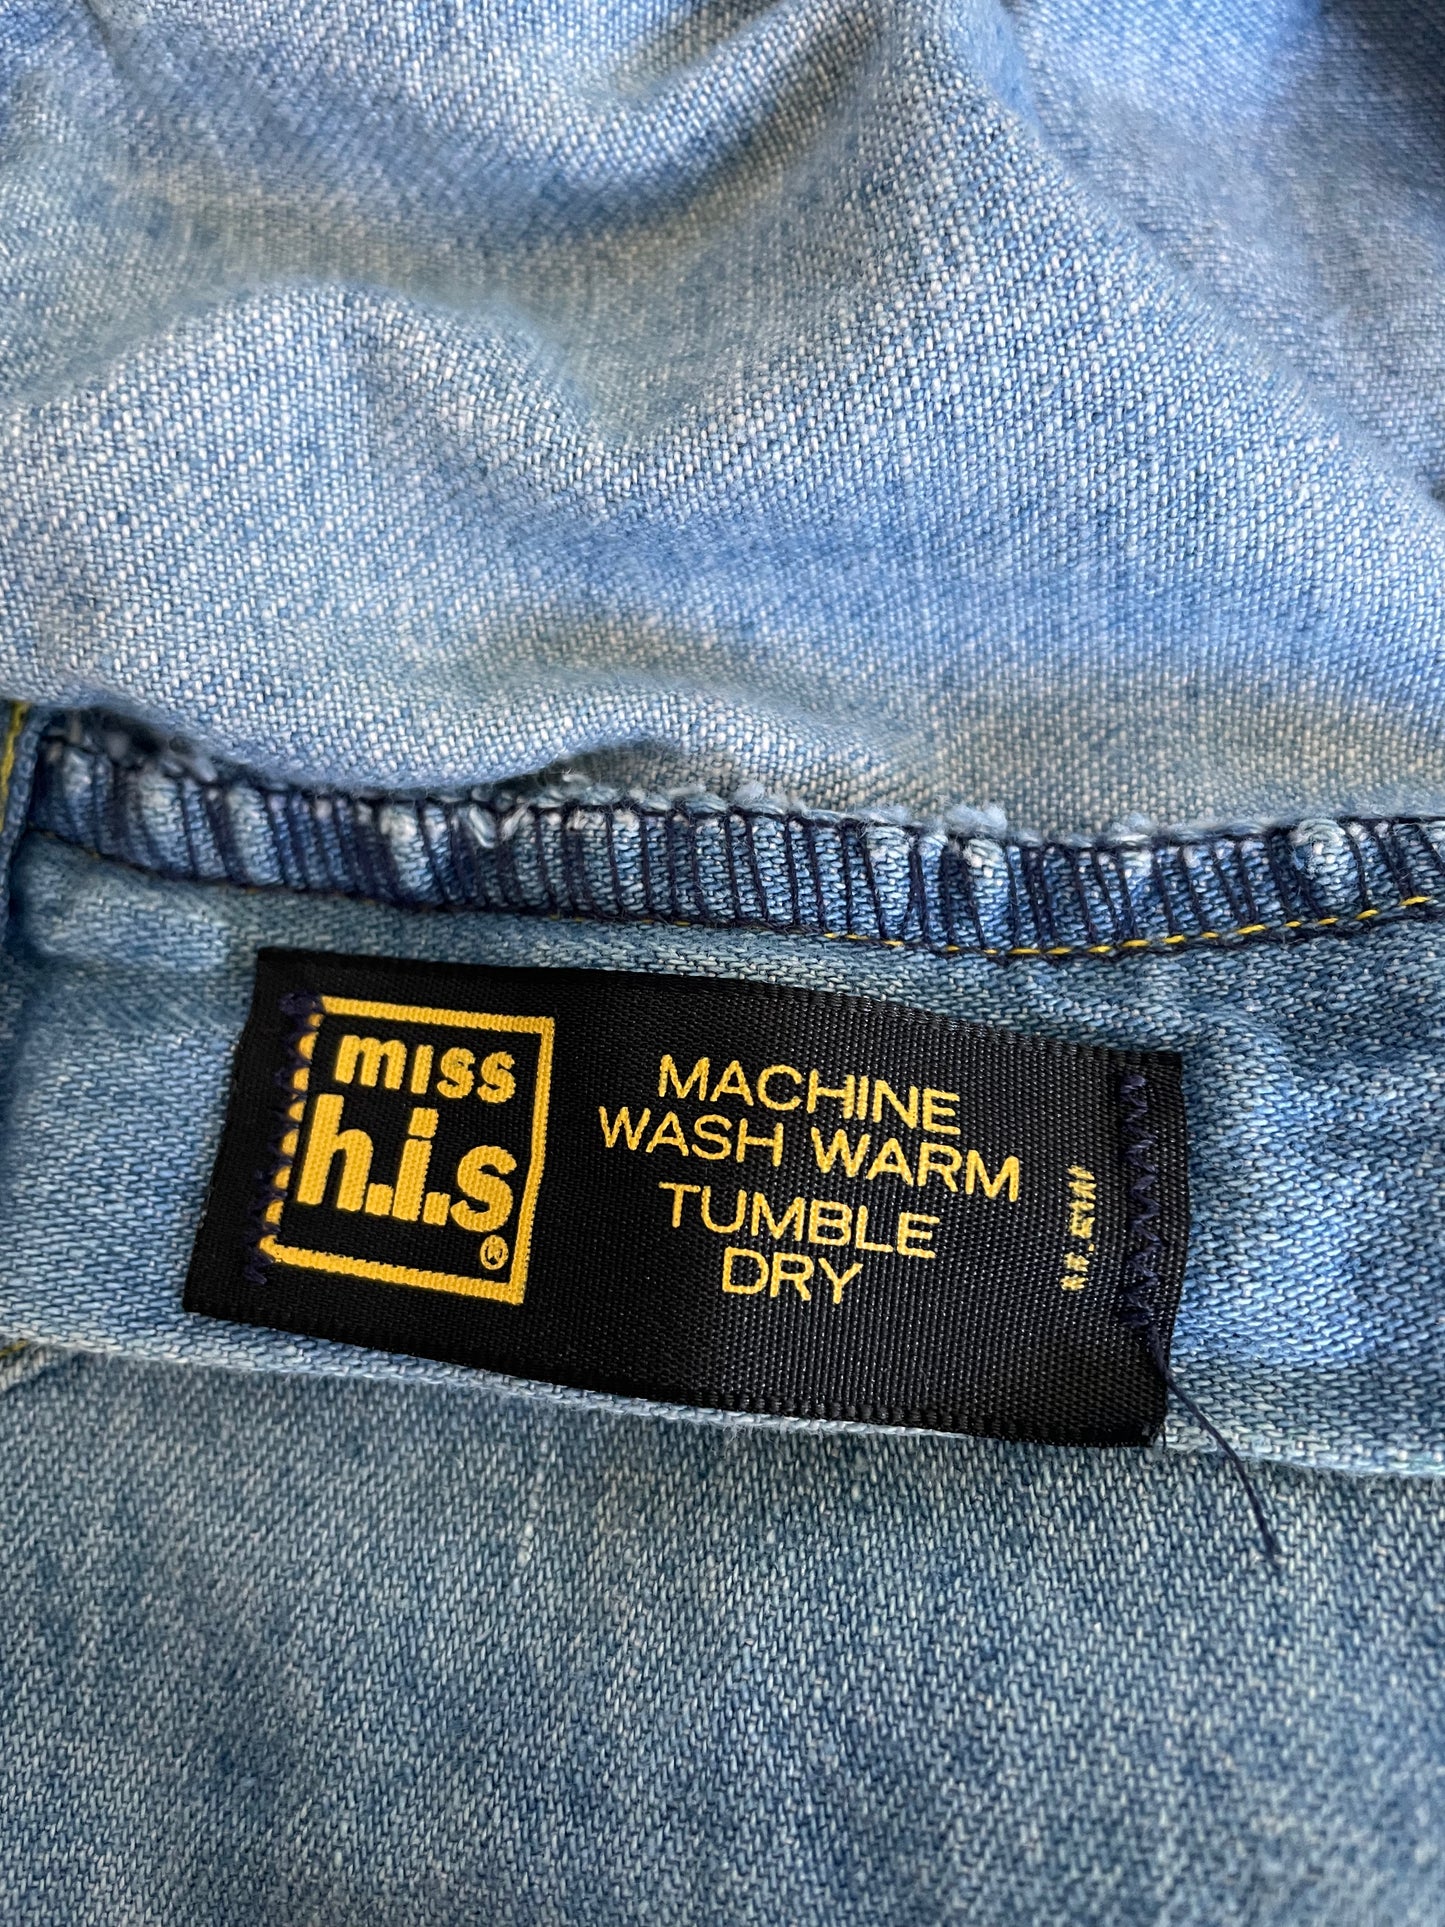 miss
h.i.s
®
MACHINE
WASH WARM
TUMBLE
DRY